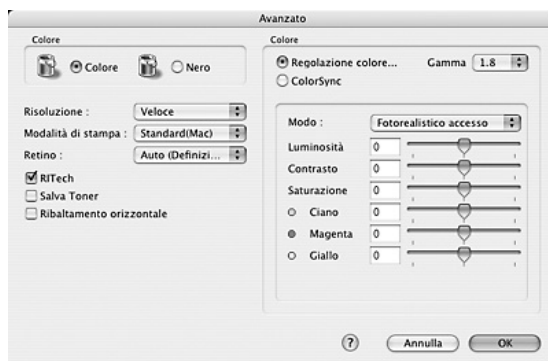 Avanzato
Colore
Colore
Nero
Risoluzione :
Veloce
Modalità di stampa :
Standard(Mac)
Retino :
Auto (Definizi...
RITech
Salva Toner
Ribaltamento orizzontale
Colore
Regolazione colore...
Gamma
1.8
ColorSync
Modo :
Fotorealistico accesso
Luminosità
0
Contrasto
0
Saturazione
0
Ciano
0
Magenta
0
Giallo
0
?
Annulla
OK